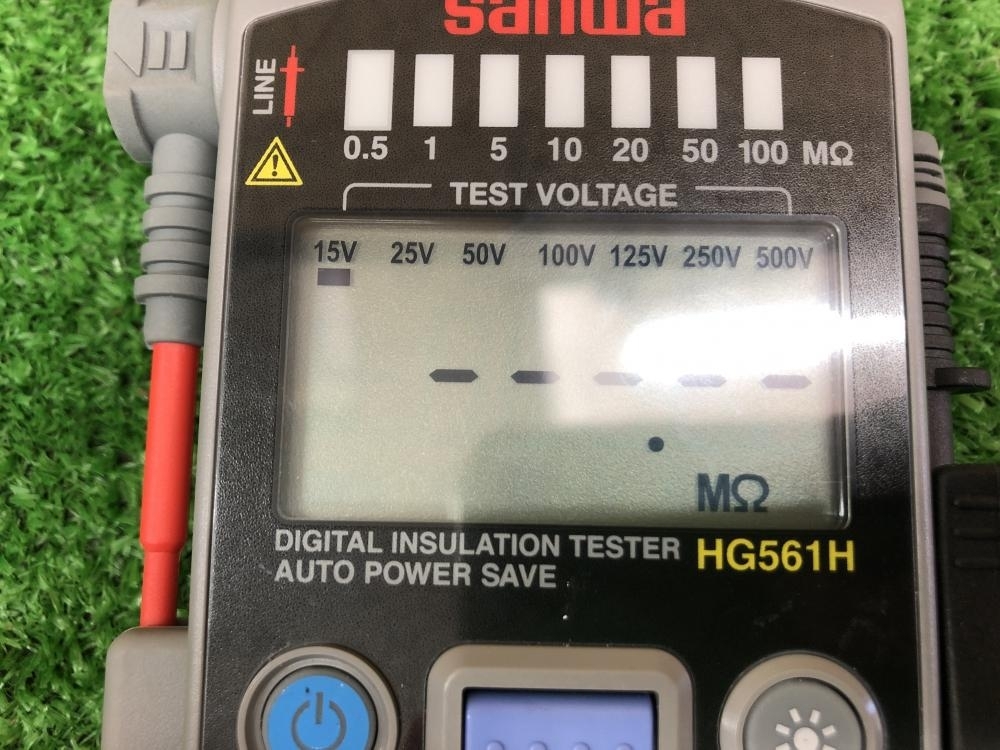 sanwa
LINE
0.5 1 5 10 20 50 100 MΩ
TEST VOLTAGE
15V 25V 50V 100V 125V 250V 500V
- - - - -
.
MΩ
DIGITAL INSULATION TESTER HG561H
AUTO POWER SAVE